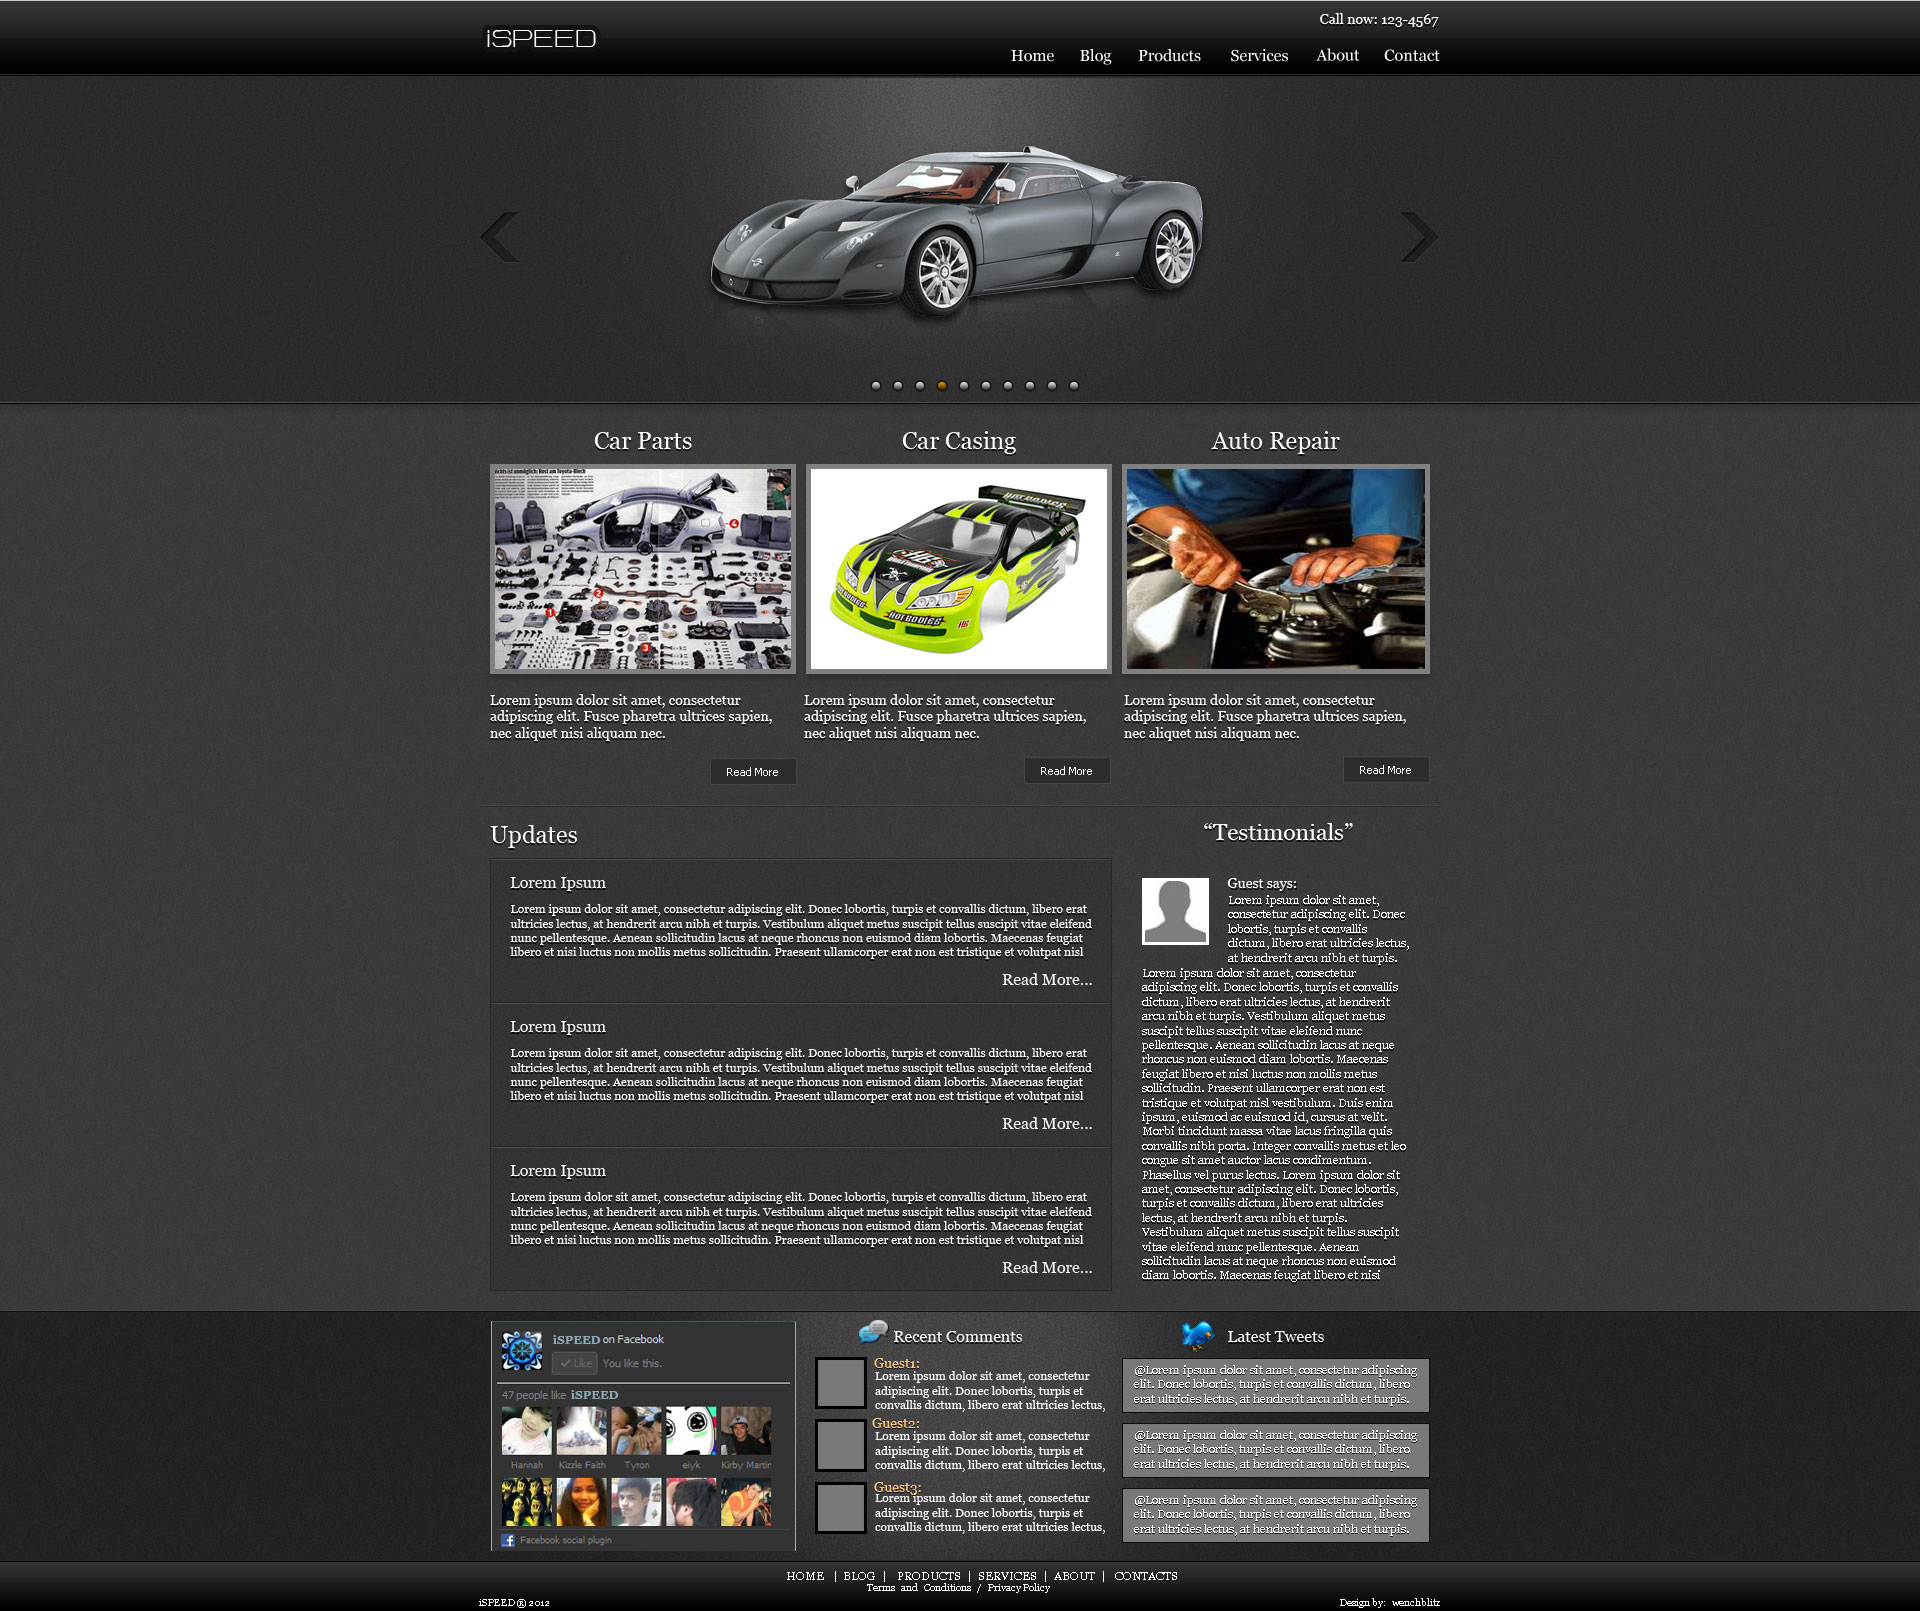 iSPEED
Call now: 123-4567
Home Blog Products Services About Contact
Car Parts
Car Casing
Auto Repair
4
2
1
3
HOTBODIES
HB
HOTBODIES
HB
Lorem ipsum dolor sit amet, consectetur
adipiscing elit. Fusce pharetra ultrices sapien,
nec aliquet nisi aliquam nec.
Read More
Lorem ipsum dolor sit amet, consectetur
adipiscing elit. Fusce pharetra ultrices sapien,
nec aliquet nisi aliquam nec.
Read More
Lorem ipsum dolor sit amet, consectetur
adipiscing elit. Fusce pharetra ultrices sapien,
nec aliquet nisi aliquam nec.
Read More
Updates
Lorem Ipsum
Lorem ipsum dolor sit amet, consectetur adipiscing elit. Donec lobortis, turpis et convallis dictum, libero erat
ultricies lectus, at hendrerit arcu nibh et turpis. Vestibulum aliquet metus suscipit tellus suscipit vitae eleifend
nunc pellentesque. Aenean sollicitudin lacus at neque rhoncus non euismod diam lobortis. Maecenas feugiat
libero et nisi luctus non mollis metus sollicitudin. Praesent ullamcorper erat non est tristique et volutpat nisl
Read More...
Lorem Ipsum
Lorem ipsum dolor sit amet, consectetur adipiscing elit. Donec lobortis, turpis et convallis dictum, libero erat
ultricies lectus, at hendrerit arcu nibh et turpis. Vestibulum aliquet metus suscipit tellus suscipit vitae eleifend
nunc pellentesque. Aenean sollicitudin lacus at neque rhoncus non euismod diam lobortis. Maecenas feugiat
libero et nisi luctus non mollis metus sollicitudin. Praesent ullamcorper erat non est tristique et volutpat nisl
Read More...
Lorem Ipsum
Lorem ipsum dolor sit amet, consectetur adipiscing elit. Donec lobortis, turpis et convallis dictum, libero erat
ultricies lectus, at hendrerit arcu nibh et turpis. Vestibulum aliquet metus suscipit tellus suscipit vitae eleifend
nunc pellentesque. Aenean sollicitudin lacus at neque rhoncus non euismod diam lobortis. Maecenas feugiat
libero et nisi luctus non mollis metus sollicitudin. Praesent ullamcorper erat non est tristique et volutpat nisl
Read More...
“Testimonials”
Guest says:
Lorem ipsum dolor sit amet,
consectetur adipiscing elit. Donec
lobortis, turpis et convallis
dictum, libero erat ultricies lectus,
at hendrerit arcu nibh et turpis.
Lorem ipsum dolor sit amet, consectetur
adipiscing elit. Donec lobortis, turpis et convallis
dictum, libero erat ultricies lectus, at hendrerit
arcu nibh et turpis. Vestibulum aliquet metus
suscipit tellus suscipit vitae eleifend nunc
pellentesque. Aenean sollicitudin lacus at neque
rhoncus non euismod diam lobortis. Maecenas
feugiat libero et nisi luctus non mollis metus
sollicitudin. Praesent ullamcorper erat non est
tristique et volutpat nisl vestibulum. Duis enim
ipsum, euismod ac euismod id, cursus at velit.
Morbi tincidunt massa vitae lacus fringilla quis
convallis nibh porta. Integer convallis metus et leo
congue sit amet auctor lacus condimentum.
Phasellus vel purus lectus. Lorem ipsum dolor sit
amet, consectetur adipiscing elit. Donec lobortis,
turpis et convallis dictum, libero erat ultricies
lectus, at hendrerit arcu nibh et turpis.
Vestibulum aliquet metus suscipit tellus suscipit
vitae eleifend nunc pellentesque. Aenean
sollicitudin lacus at neque rhoncus non euismod
diam lobortis. Maecenas feugiat libero et nisi
iSPEED on Facebook
Like You like this.
47 people like iSPEED
Hannah Kizzle Faith Tyron eiyk Kirby Martin
Facebook social plugin
Recent Comments
Guest1:
Lorem ipsum dolor sit amet, consectetur
adipiscing elit. Donec lobortis, turpis et
convallis dictum, libero erat ultricies lectus,
Guest2:
Lorem ipsum dolor sit amet, consectetur
adipiscing elit. Donec lobortis, turpis et
convallis dictum, libero erat ultricies lectus,
Guest3:
Lorem ipsum dolor sit amet, consectetur
adipiscing elit. Donec lobortis, turpis et
convallis dictum, libero erat ultricies lectus,
Latest Tweets
@Lorem ipsum dolor sit amet, consectetur adipiscing
elit. Donec lobortis, turpis et convallis dictum, libero
erat ultricies lectus, at hendrerit arcu nibh et turpis.
@Lorem ipsum dolor sit amet, consectetur adipiscing
elit. Donec lobortis, turpis et convallis dictum, libero
erat ultricies lectus, at hendrerit arcu nibh et turpis.
@Lorem ipsum dolor sit amet, consectetur adipiscing
elit. Donec lobortis, turpis et convallis dictum, libero
erat ultricies lectus, at hendrerit arcu nibh et turpis.
HOME | BLOG | PRODUCTS | SERVICES | ABOUT | CONTACTS
Terms and Conditions / Privacy Policy
iSPEED® 2012
Design by: wenchblitz